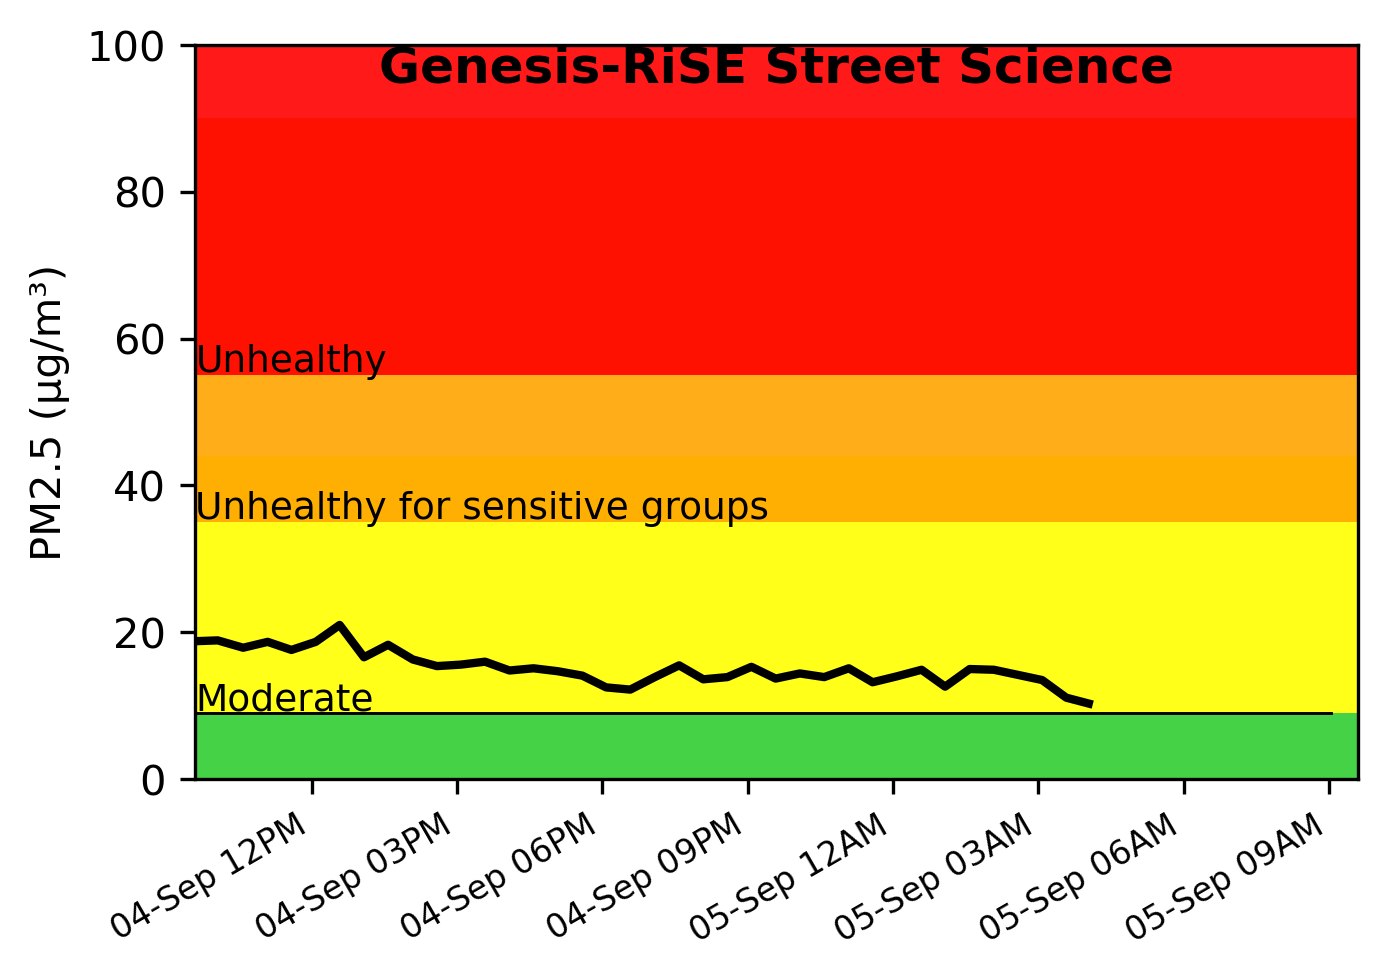 Genesis-RiSE Street Science
PM2.5 (µg/m³)
100
80
60
40
20
0
Unhealthy
Unhealthy for sensitive groups
Moderate
04-Sep 12PM
04-Sep 03PM
04-Sep 06PM
04-Sep 09PM
05-Sep 12AM
05-Sep 03AM
05-Sep 06AM
05-Sep 09AM